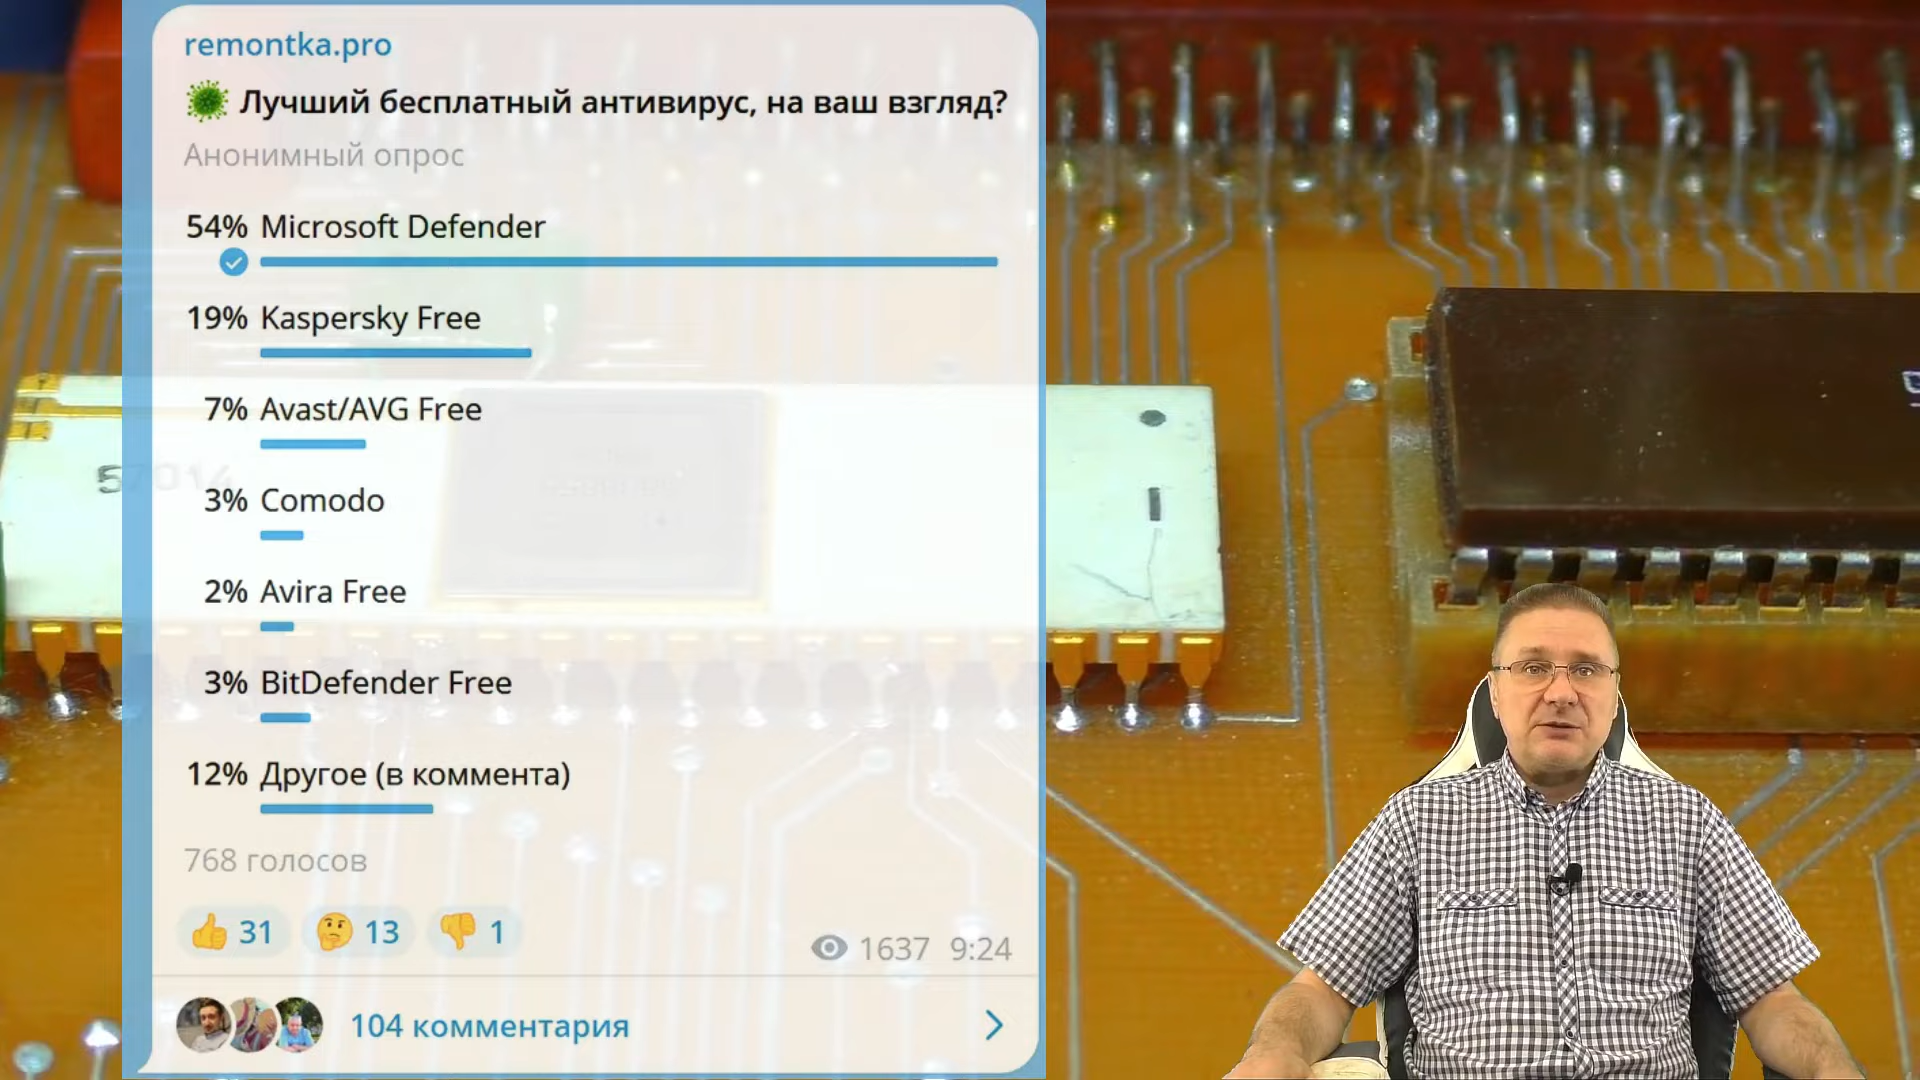 remontka.pro
Лучший бесплатный антивирус, на ваш взгляд?
Анонимный опрос
54% Microsoft Defender
19% Kaspersky Free
7% Avast/AVG Free
3% Comodo
2% Avira Free
3% BitDefender Free
12% Другое (в коммента)
768 голосов
👍 31 🤔 13 👎 1
1637 9:24
104 комментария
57014